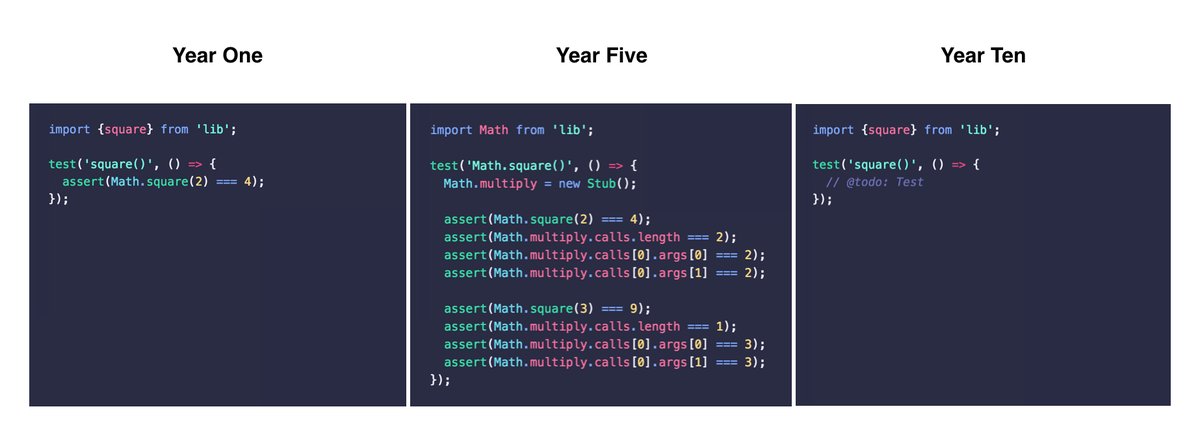 Year One
import {square} from 'lib';
test('square()', () => {
  assert(Math.square(2) === 4);
});
Year Five
import Math from 'lib';
test('Math.square()', () => {
  Math.multiply = new Stub();
  assert(Math.square(2) === 4);
  assert(Math.multiply.calls.length === 2);
  assert(Math.multiply.calls[0].args[0] === 2);
  assert(Math.multiply.calls[0].args[1] === 2);
  assert(Math.square(3) === 9);
  assert(Math.multiply.calls.length === 1);
  assert(Math.multiply.calls[0].args[0] === 3);
  assert(Math.multiply.calls[0].args[1] === 3);
});
Year Ten
import {square} from 'lib';
test('square()', () => {
  // @todo: Test
});